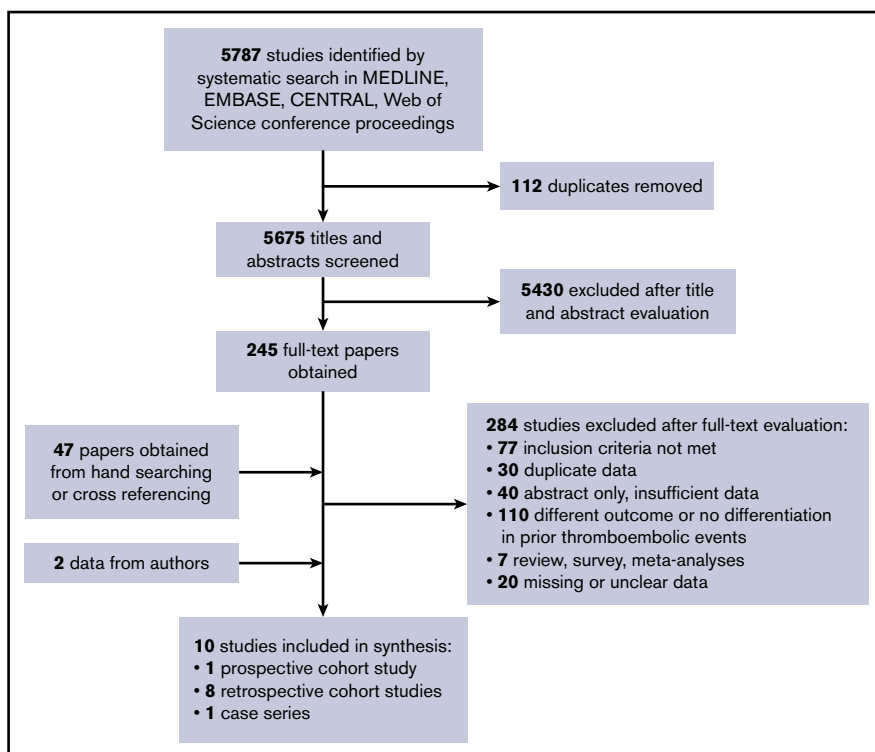 5787 studies identified by
systematic search in MEDLINE,
EMBASE, CENTRAL, Web of
Science conference proceedings
112 duplicates removed
5675 titles and
abstracts screened
5430 excluded after title
and abstract evaluation
245 full-text papers
obtained
47 papers obtained
from hand searching
or cross referencing
284 studies excluded after full-text evaluation:
• 77 inclusion criteria not met
• 30 duplicate data
• 40 abstract only, insufficient data
• 110 different outcome or no differentiation
in prior thromboembolic events
• 7 review, survey, meta-analyses
• 20 missing or unclear data
2 data from authors
10 studies included in synthesis:
• 1 prospective cohort study
• 8 retrospective cohort studies
• 1 case series